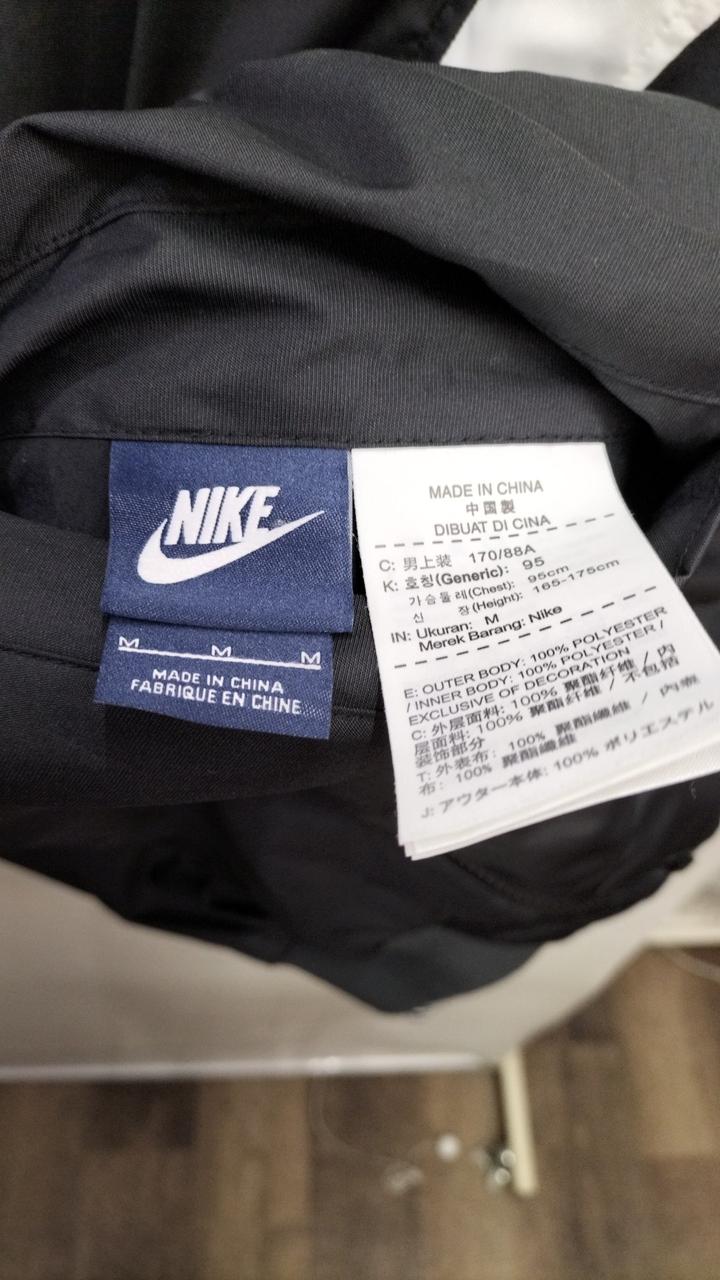 NIKE
M M M
MADE IN CHINA
FABRIQUE EN CHINE
MADE IN CHINA
中国製
DIBUAT DI CINA
C: 男上装 170/88A
K: 호칭(Generic): 95
가슴둘레(Chest): 95cm
신 장(Height): 165-175cm
IN: Ukuran: M
Merek Barang: Nike
E: OUTER BODY: 100% POLYESTER
/ INNER BODY: 100% POLYESTER /
EXCLUSIVE OF DECORATION
C: 外层面料: 100% 聚酯纤维 / 内
层面料: 100% 聚酯纤维 / 不包括
装饰部分
T: 外表布: 100% 聚酯纖維 / 內裹
布: 100% 聚酯纖維
J: アウター本体: 100% ポリエステル